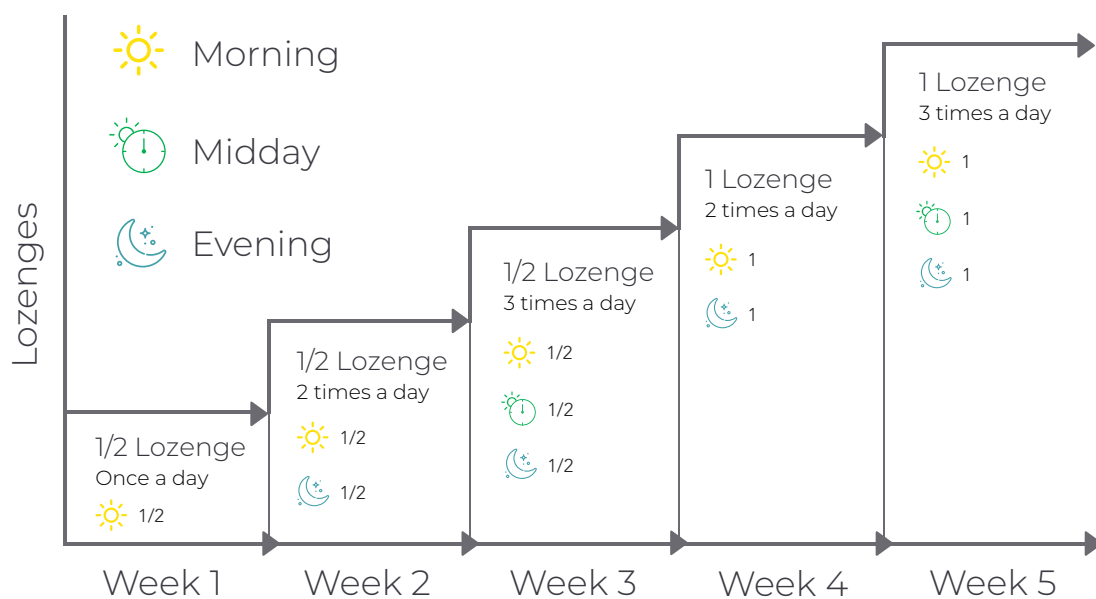 Morning
Midday
Evening
Lozenges
1/2 Lozenge
Once a day
1/2
1/2 Lozenge
2 times a day
1/2
1/2
1/2 Lozenge
3 times a day
1/2
1/2
1/2
1 Lozenge
2 times a day
1
1
1 Lozenge
3 times a day
1
1
1
Week 1
Week 2
Week 3
Week 4
Week 5